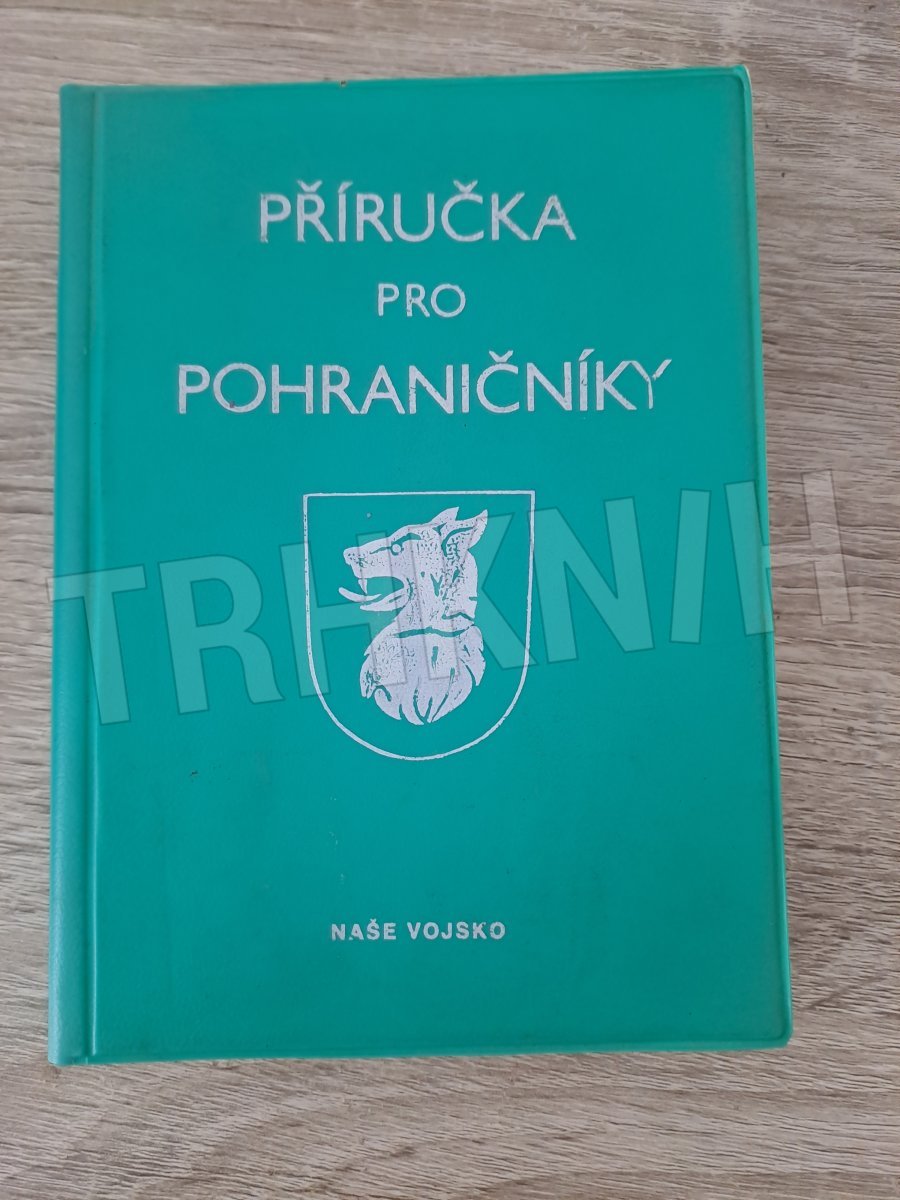 PŘÍRUČKA
PRO
POHRANIČNÍKY
TRHKNIH
NAŠE VOJSKO